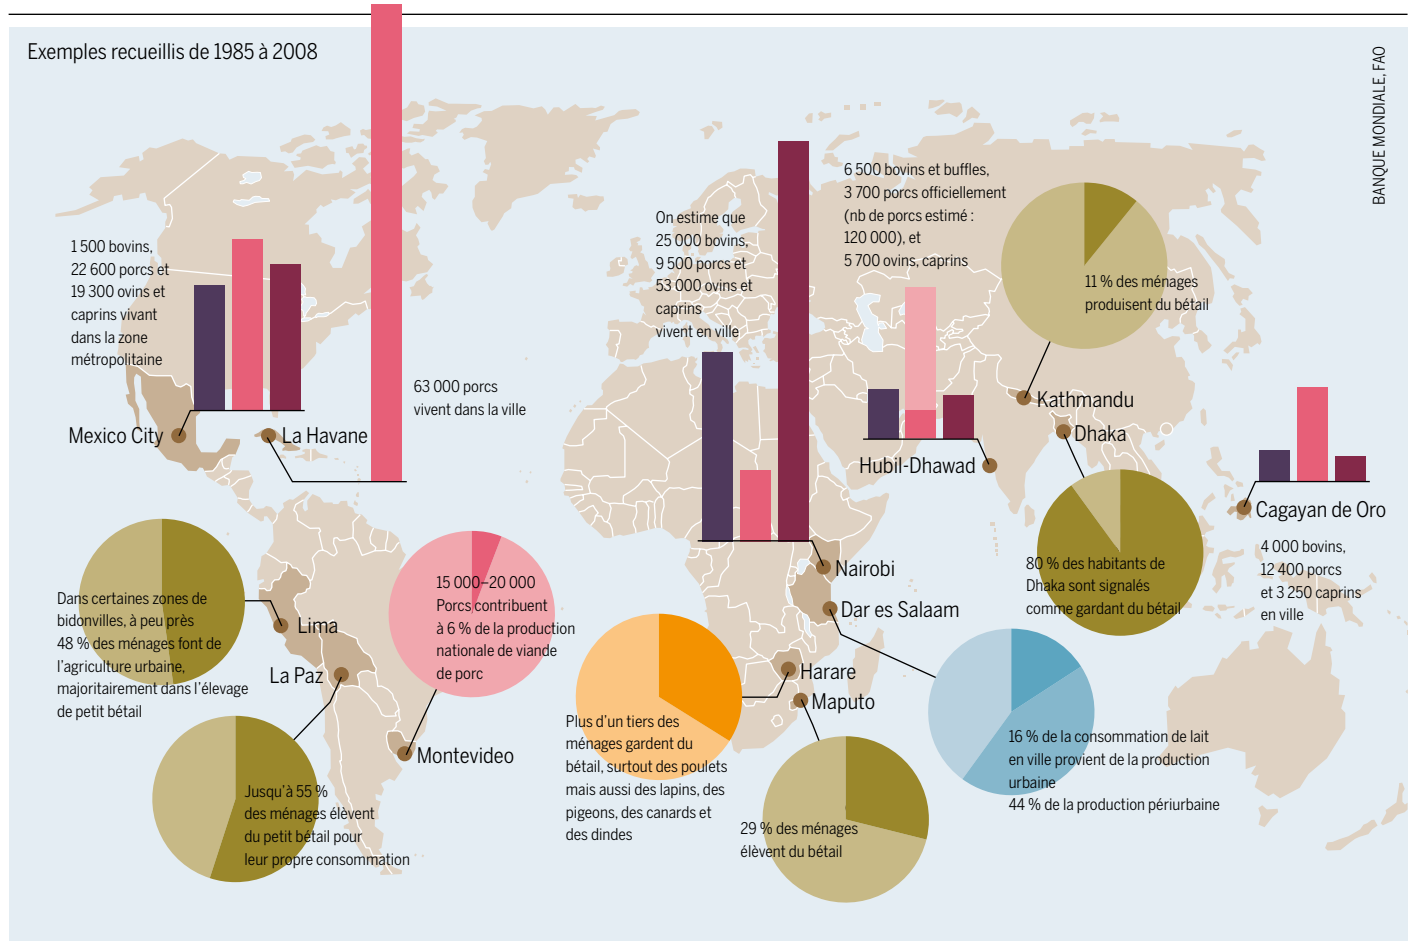 Exemples recueillis de 1985 à 2008
BANQUE MONDIALE, FAO
1 500 bovins,
22 600 porcs et
19 300 ovins et
caprins vivant
dans la zone
métropolitaine
Mexico City
La Havane
63 000 porcs
vivent dans la ville
On estime que
25 000 bovins,
9 500 porcs et
53 000 ovins et
caprins
vivent en ville
6 500 bovins et buffles,
3 700 porcs officiellement
(nb de porcs estimé :
120 000), et
5 700 ovins, caprins
11 % des ménages
produisent du bétail
Kathmandu
Dhaka
Hubil-Dhawad
80 % des habitants de
Dhaka sont signalés
comme gardant du bétail
Cagayan de Oro
4 000 bovins,
12 400 porcs
et 3 250 caprins
en ville
Nairobi
Dar es Salaam
Harare
Maputo
Dans certaines zones de
bidonvilles, à peu près
48 % des ménages font de
l'agriculture urbaine,
majoritairement dans l'élevage
de petit bétail
Lima
La Paz
15 000–20 000
Porcs contribuent
à 6 % de la production
nationale de viande
de porc
Montevideo
Jusqu'à 55 %
des ménages élèvent
du petit bétail pour
leur propre consommation
Plus d'un tiers des
ménages gardent du
bétail, surtout des poulets
mais aussi des lapins, des
pigeons, des canards et
des dindes
29 % des ménages
élèvent du bétail
16 % de la consommation de lait
en ville provient de la production
urbaine
44 % de la production périurbaine